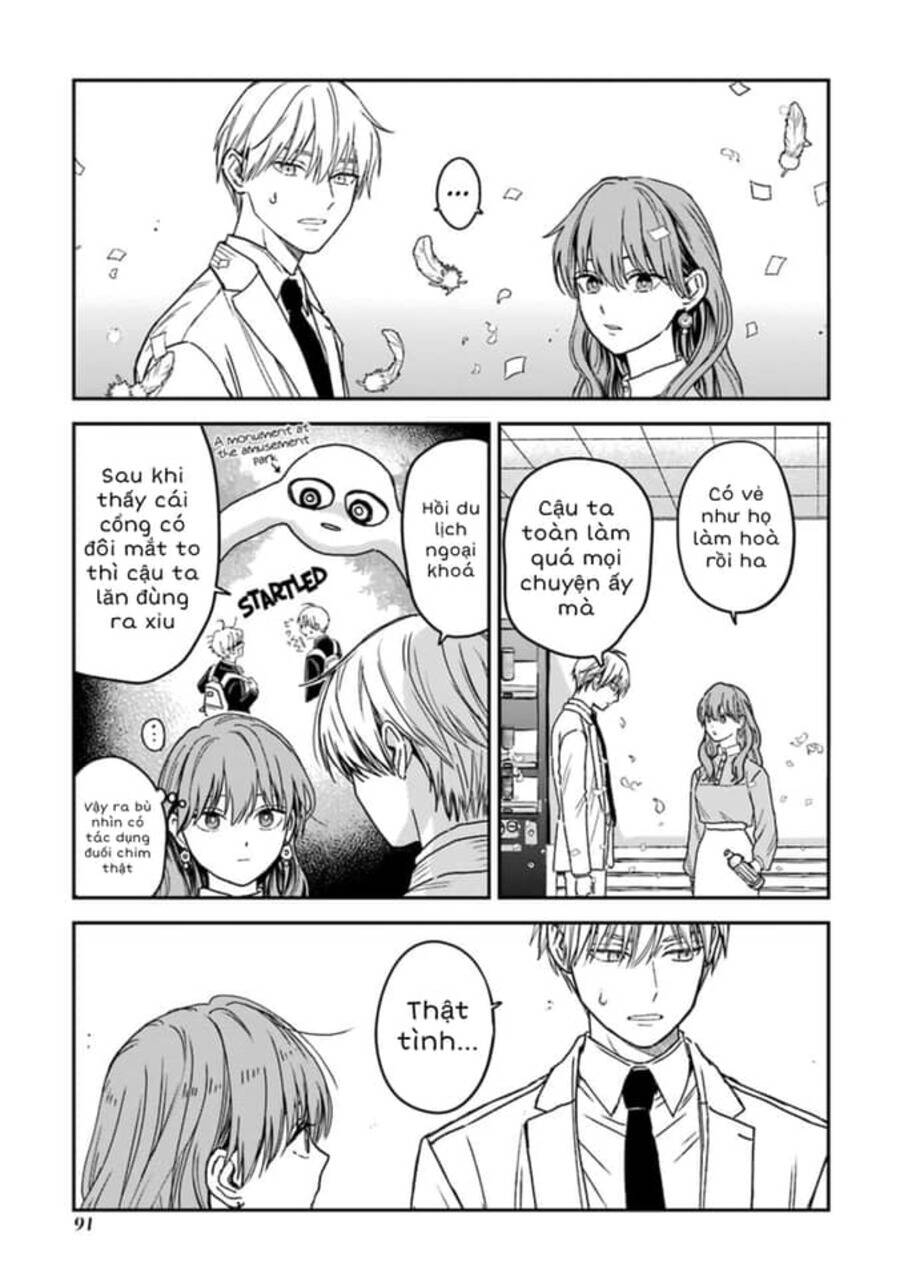 ...
Có vẻ
như họ
làm hoà
rồi ha
Cậu ta
toàn làm
quá mọi
chuyện ấy
mà
Hồi du
lịch
ngoại
khoá
A monument at
the amusement
park
STARTLED
Sau khi
thấy cái
cổng có
đôi mắt to
thì cậu ta
lăn đùng
ra xỉu
...
Vậy ra bù
nhìn có
tác dụng
đuổi chim
thật
Thật
tình...
91